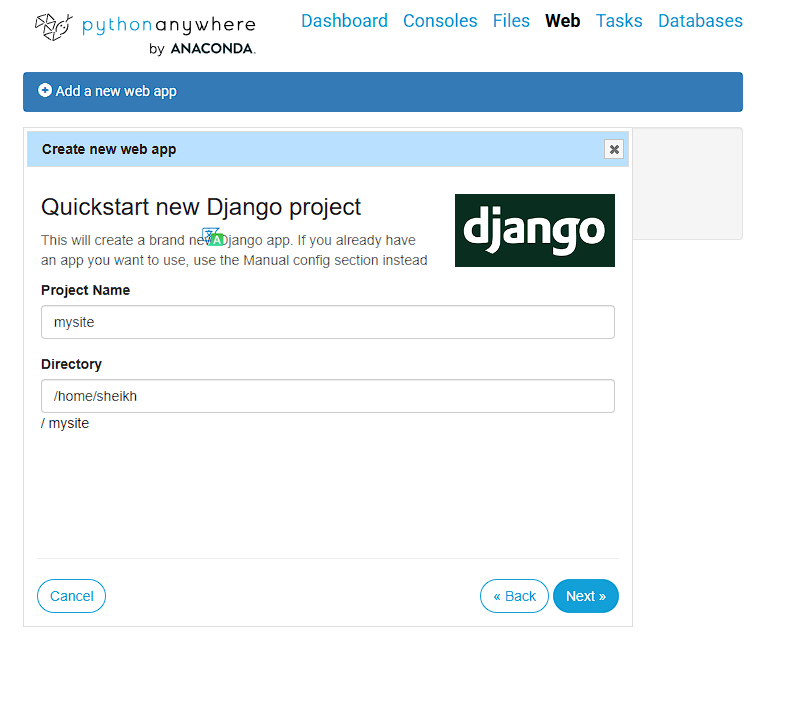 pythonanywhere
by ANACONDA.
Dashboard Consoles Files Web Tasks Databases
Add a new web app
Create new web app
Quickstart new Django project
django
This will create a brand new Django app. If you already have
an app you want to use, use the Manual config section instead
Project Name
mysite
Directory
/home/sheikh
/ mysite
Cancel
« Back
Next »